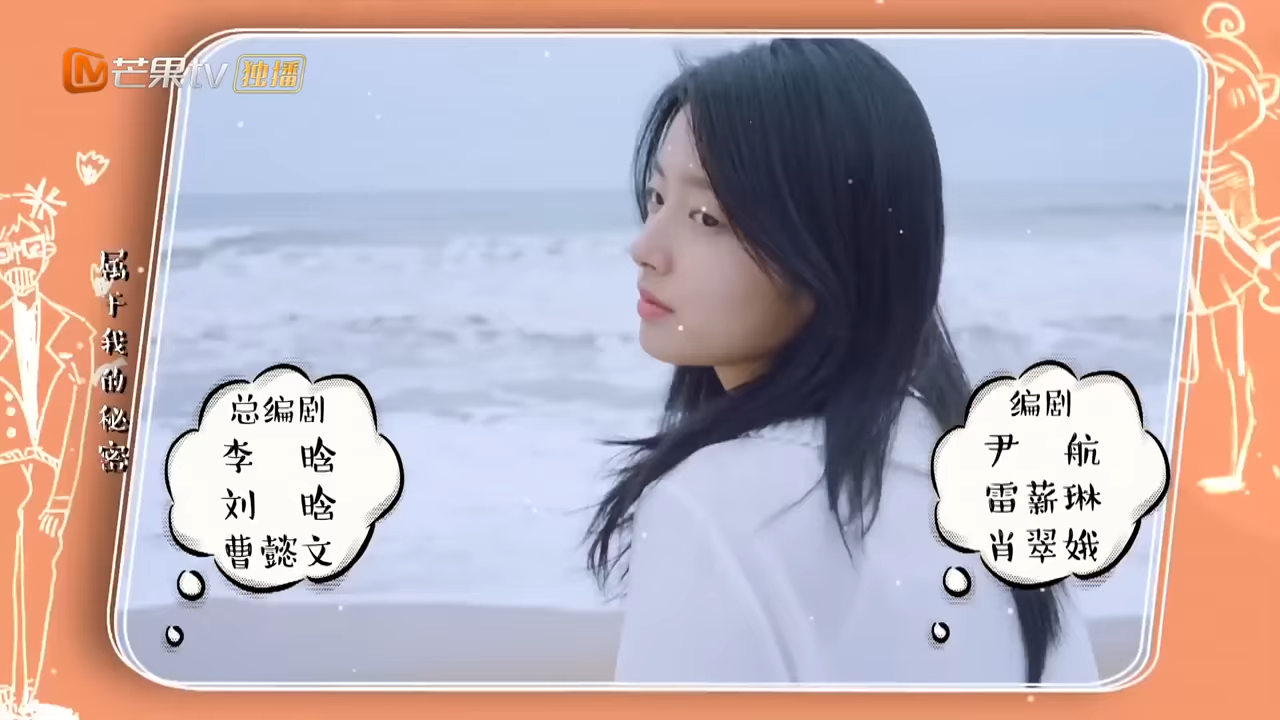 芒果tv 独播
属于我的秘密
总编剧
李 晗
刘 晗
曹懿文
编剧
尹 航
雷薪琳
肖翠娥